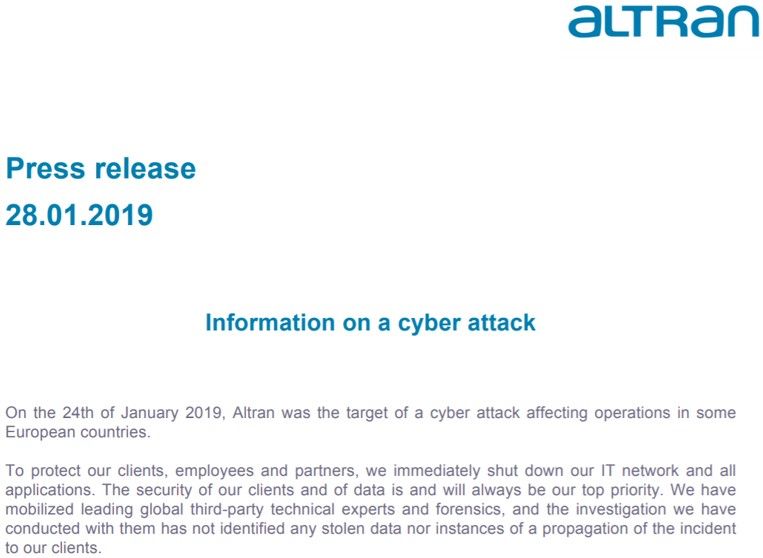 ALTRAN
Press release
28.01.2019
Information on a cyber attack
On the 24th of January 2019, Altran was the target of a cyber attack affecting operations in some
European countries.
To protect our clients, employees and partners, we immediately shut down our IT network and all
applications. The security of our clients and of data is and will always be our top priority. We have
mobilized leading global third-party technical experts and forensics, and the investigation we have
conducted with them has not identified any stolen data nor instances of a propagation of the incident
to our clients.